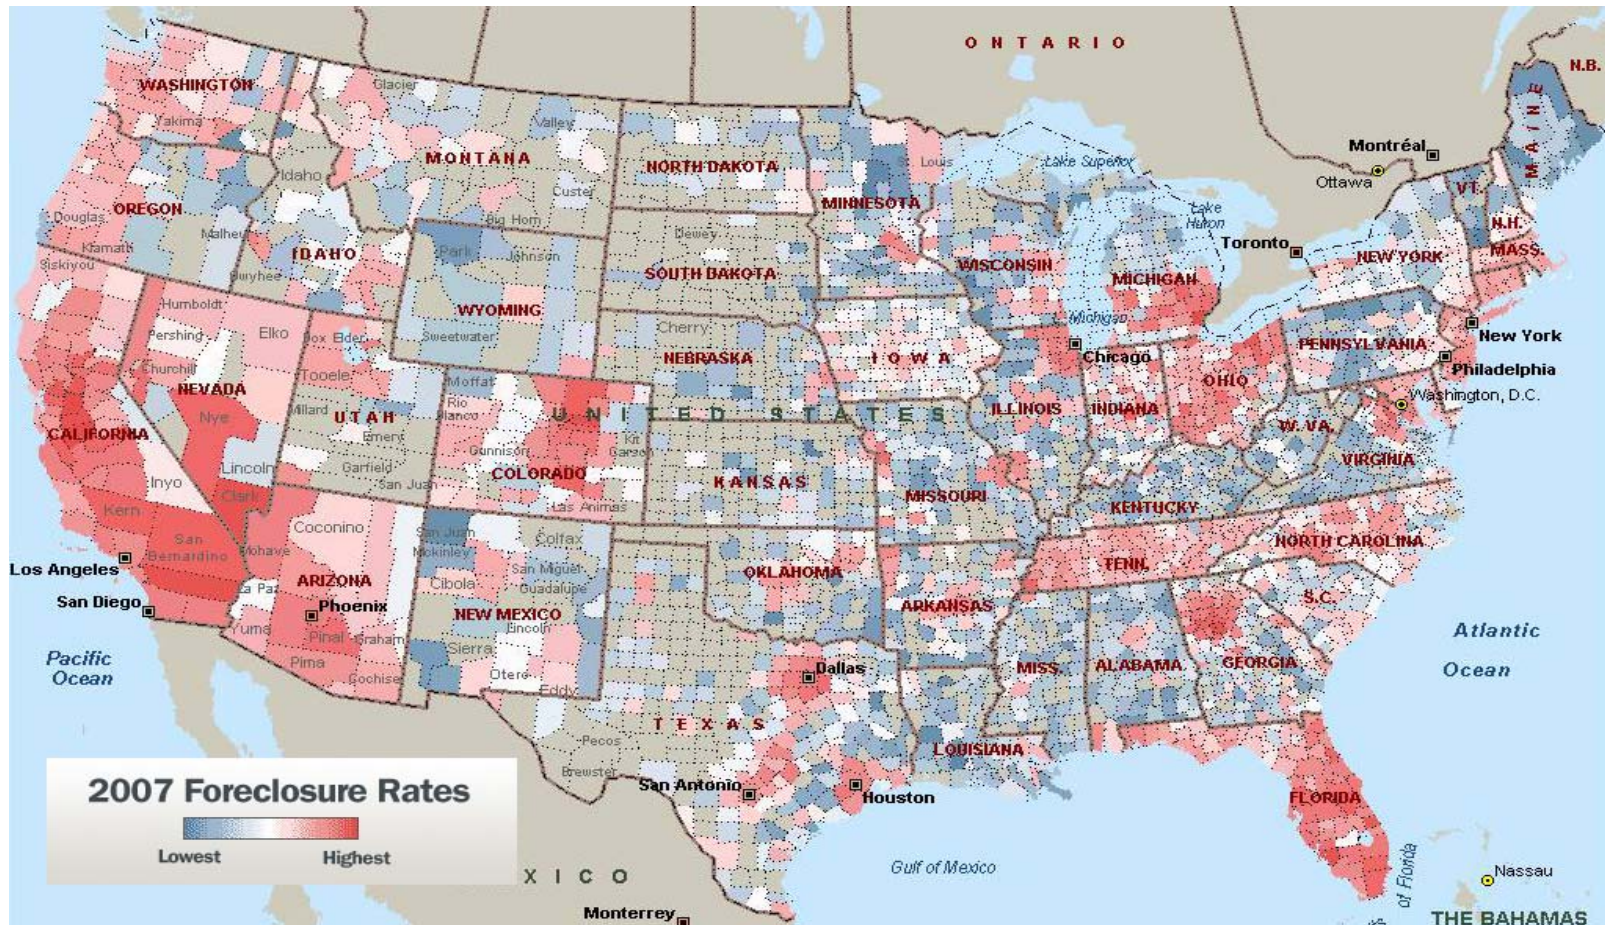 ONTARIO
N.B.
WASHINGTON
Glacier
MAINE
Yakima
Valley
Montréal
MONTANA
NORTH DAKOTA
St. Louis
Lake Superior
Ottawa
Idaho
Custer
VT.
OREGON
MINNESOTA
Lake
Huron
Douglas
Big Horn
N.H.
Malheur
Dewey
Toronto
Klamath
IDAHO
Park
Johnson
NEW YORK
MASS.
Siskiyou
Owyhee
SOUTH DAKOTA
WISCONSIN
MICHIGAN
Humboldt
WYOMING
L. Michigan
Pershing
Elko
Box Elder
Sweetwater
Cherry
New York
Churchill
NEBRASKA
IOWA
Chicago
PENNSYLVANIA
Philadelphia
NEVADA
Tooele
Moffat
OHIO
Washington, D.C.
Nye
Millard
UTAH
Rio
Blanco
UNITED STATES
ILLINOIS
INDIANA
W. VA.
CALIFORNIA
Emery
Gunnison
Kit
Carson
VIRGINIA
Inyo
Lincoln
Garfield
COLORADO
KANSAS
San Juan
MISSOURI
Clark
Las Animas
KENTUCKY
Kern
Coconino
San
Bernardino
Mohave
San Juan
Mckinley
Colfax
NORTH CAROLINA
Los Angeles
ARIZONA
Cibola
San Miguel
Guadalupe
OKLAHOMA
TENN.
La Paz
San Diego
Phoenix
NEW MEXICO
ARKANSAS
S.C.
Yuma
Pinal
Graham
Lincoln
Atlantic
Ocean
Pacific
Ocean
Pima
Sierra
Cochise
Otero
Eddy
Dallas
MISS.
ALABAMA
GEORGIA
TEXAS
Pecos
LOUISIANA
Brewster
San Antonio
Houston
FLORIDA
2007 Foreclosure Rates
Lowest
Highest
Gulf of Mexico
XICO
of Florida
Nassau
Monterrey
THE BAHAMAS